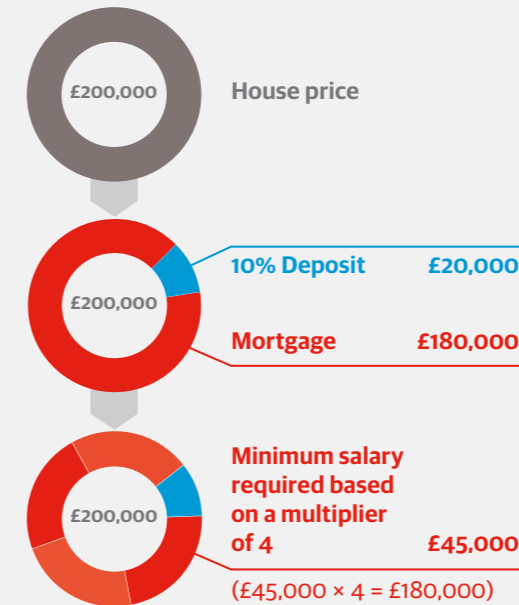 £200,000
House price
£200,000
10% Deposit £20,000
Mortgage £180,000
£200,000
Minimum salary
required based
on a multiplier
of 4 £45,000
(£45,000 × 4 = £180,000)